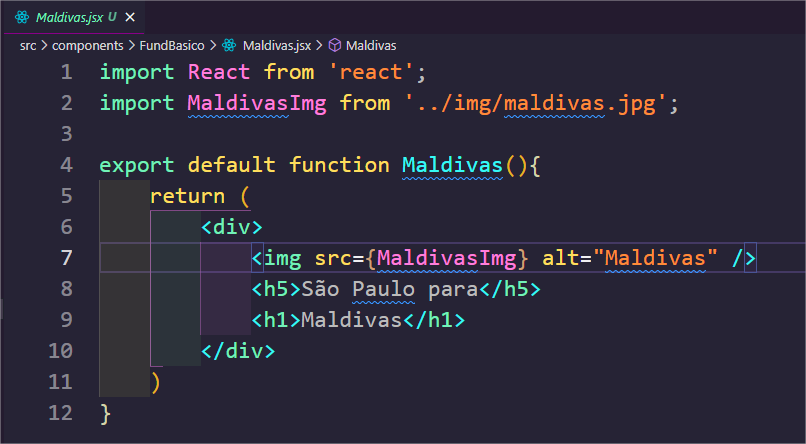 Maldivas.jsx U ×
src > components > FundBasico > Maldivas.jsx > Maldivas
1 import React from 'react';
2 import MaldivasImg from '../img/maldivas.jpg';
3
4 export default function Maldivas(){
5 return (
6 <div>
7 <img src={MaldivasImg} alt="Maldivas" />
8 <h5>São Paulo para</h5>
9 <h1>Maldivas</h1>
10 </div>
11 )
12 }